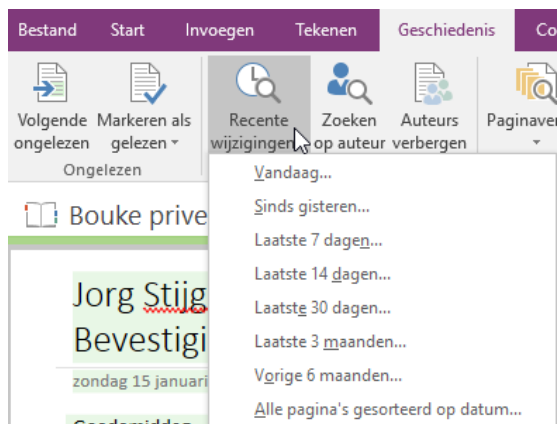 Bestand Start Invoegen Tekenen Geschiedenis Co
Volgende ongelezen
Markeren als gelezen
Recente wijzigingen
Zoeken op auteur
Auteurs verbergen
Paginaver
Ongelezen
Vandaag...
Sinds gisteren...
Laatste 7 dagen...
Laatste 14 dagen...
Laatste 30 dagen...
Laatste 3 maanden...
Vorige 6 maanden...
Alle pagina's gesorteerd op datum...
Bouke prive
Jorg Stijg
Bevestigi
zondag 15 januari